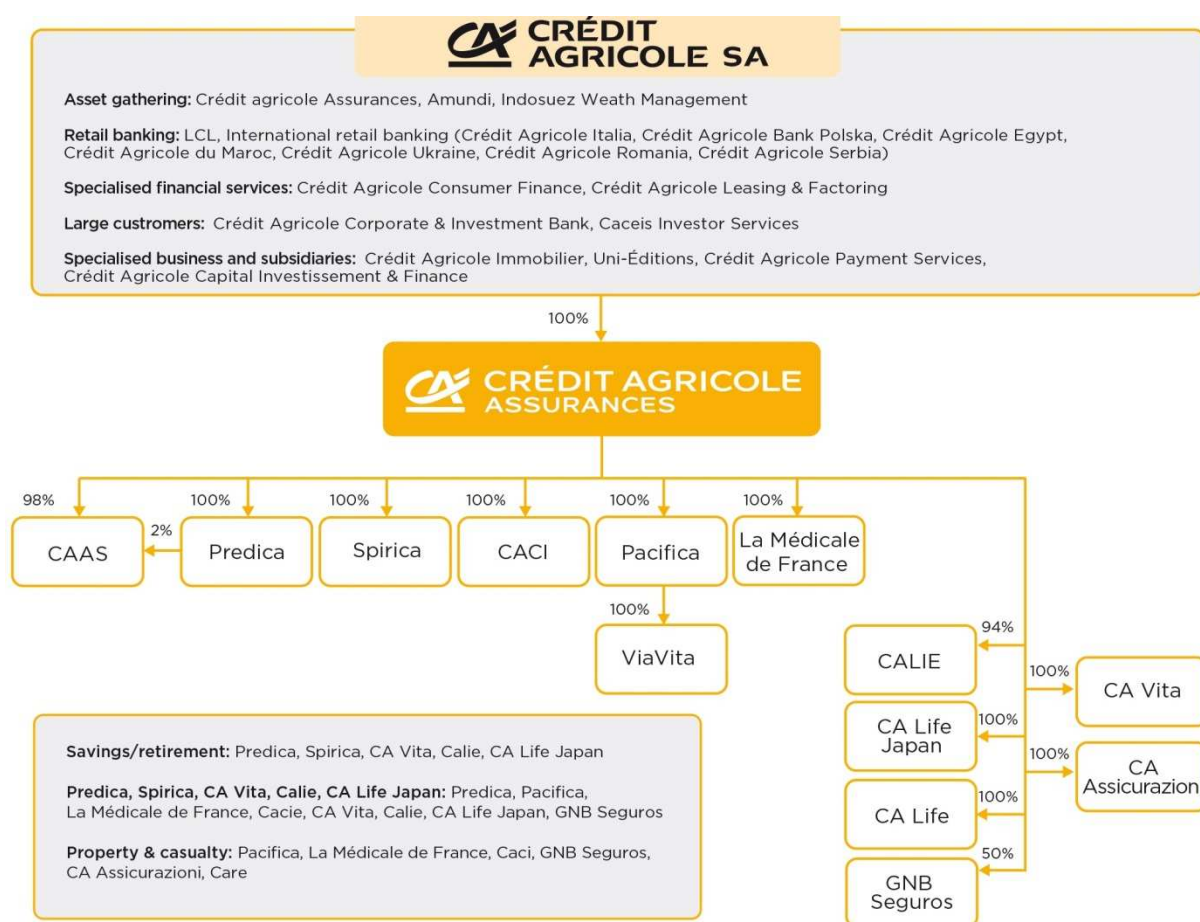 CRÉDIT
AGRICOLE SA
Asset gathering: Crédit agricole Assurances, Amundi, Indosuez Weath Management
Retail banking: LCL, International retail banking (Crédit Agricole Italia, Crédit Agricole Bank Polska, Crédit Agricole Egypt,
Crédit Agricole du Maroc, Crédit Agricole Ukraine, Crédit Agricole Romania, Crédit Agricole Serbia)
Specialised financial services: Crédit Agricole Consumer Finance, Crédit Agricole Leasing & Factoring
Large custromers: Crédit Agricole Corporate & Investment Bank, Caceis Investor Services
Specialised business and subsidiaries: Crédit Agricole Immobilier, Uni-Éditions, Crédit Agricole Payment Services,
Crédit Agricole Capital Investissement & Finance
100%
CRÉDIT AGRICOLE
ASSURANCES
98%
100%
100%
100%
100%
100%
2%
CAAS
Predica
Spirica
CACI
Pacifica
La Médicale
de France
100%
ViaVita
94%
CALIE
100%
CA Vita
100%
CA Life
Japan
100%
CA
Assicurazion
100%
CA Life
50%
GNB
Seguros
Savings/retirement: Predica, Spirica, CA Vita, Calie, CA Life Japan
Predica, Spirica, CA Vita, Calie, CA Life Japan: Predica, Pacifica,
La Médicale de France, Cacie, CA Vita, Calie, CA Life Japan, GNB Seguros
Property & casualty: Pacifica, La Médicale de France, Caci, GNB Seguros,
CA Assicurazioni, Care